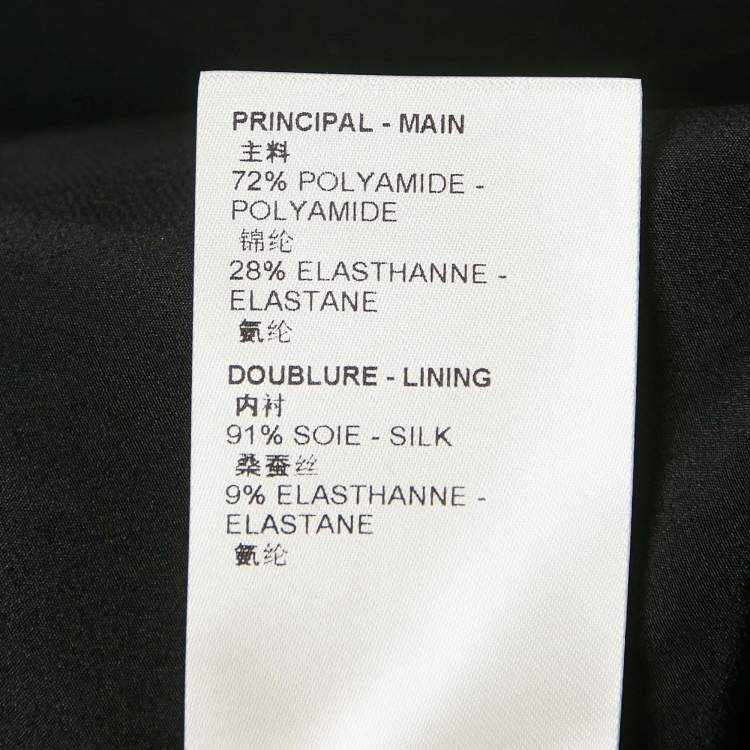 PRINCIPAL - MAIN
主料
72% POLYAMIDE -
POLYAMIDE
锦纶
28% ELASTHANNE -
ELASTANE
氨纶
DOUBLURE - LINING
内衬
91% SOIE - SILK
桑蚕丝
9% ELASTHANNE -
ELASTANE
氨纶